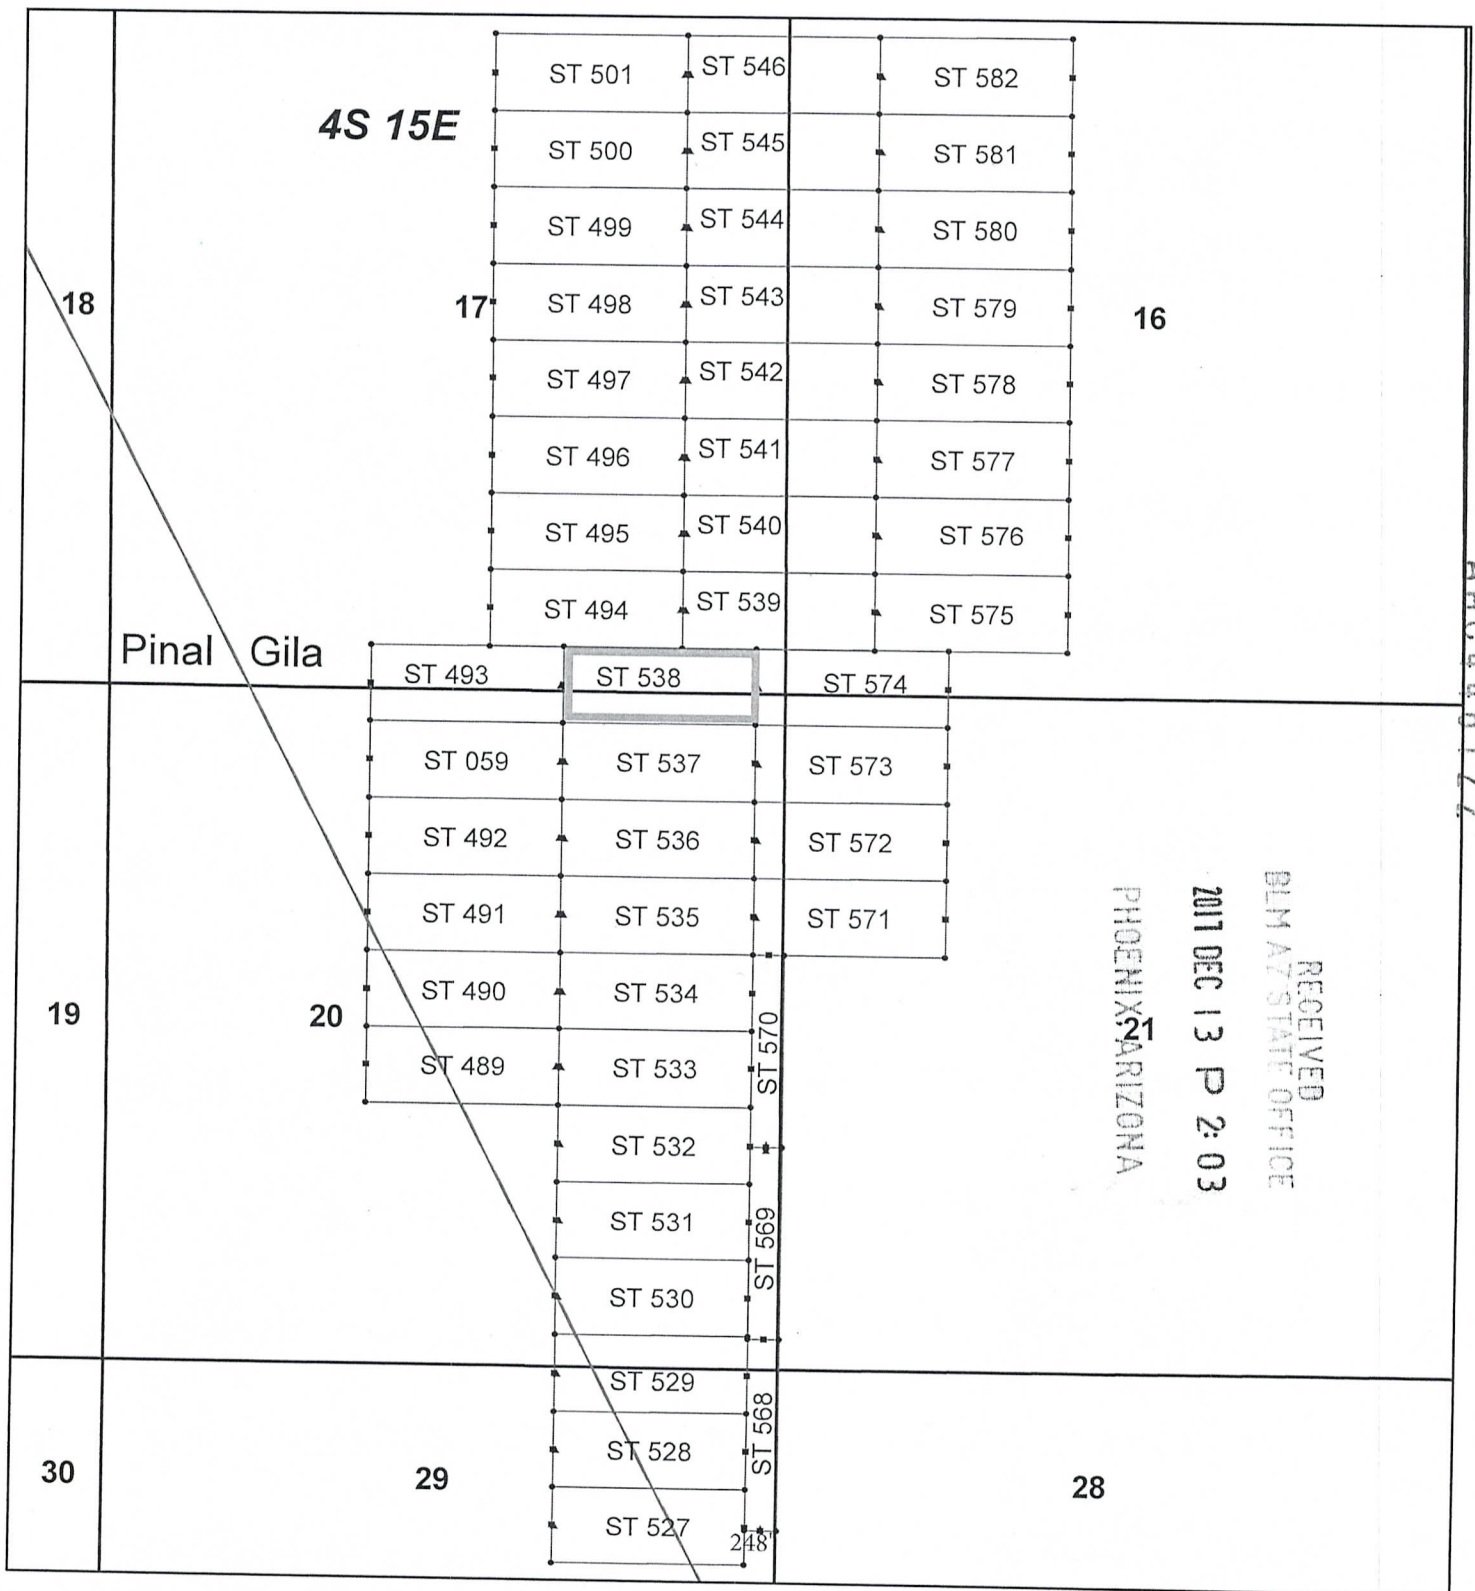 4S 15E
ST 501
ST 546
ST 582
ST 500
ST 545
ST 581
ST 499
ST 544
ST 580
18
17
ST 498
ST 543
ST 579
16
ST 497
ST 542
ST 578
ST 496
ST 541
ST 577
ST 495
ST 540
ST 576
ST 494
ST 539
ST 575
Pinal Gila
ST 493
ST 538
ST 574
ST 059
ST 537
ST 573
ST 492
ST 536
ST 572
ST 491
ST 535
ST 571
19
20
ST 490
ST 534
ST 570
21
ST 489
ST 533
ST 532
ST 531
ST 569
ST 530
ST 529
ST 568
30
29
ST 528
28
ST 527
248'
RECEIVED
BLM AZ STATE OFFICE
2017 DEC 13 P 2:03
PHOENIX ARIZONA